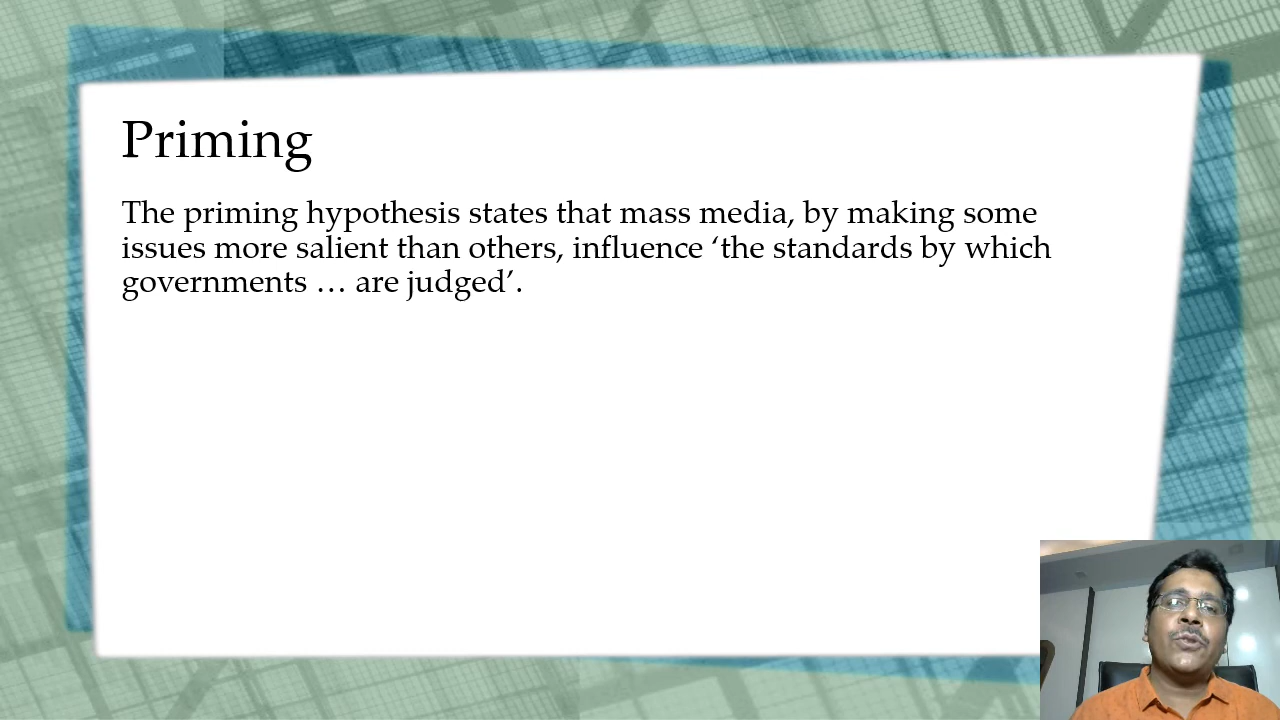 Priming
The priming hypothesis states that mass media, by making some
issues more salient than others, influence ‘the standards by which
governments … are judged’.